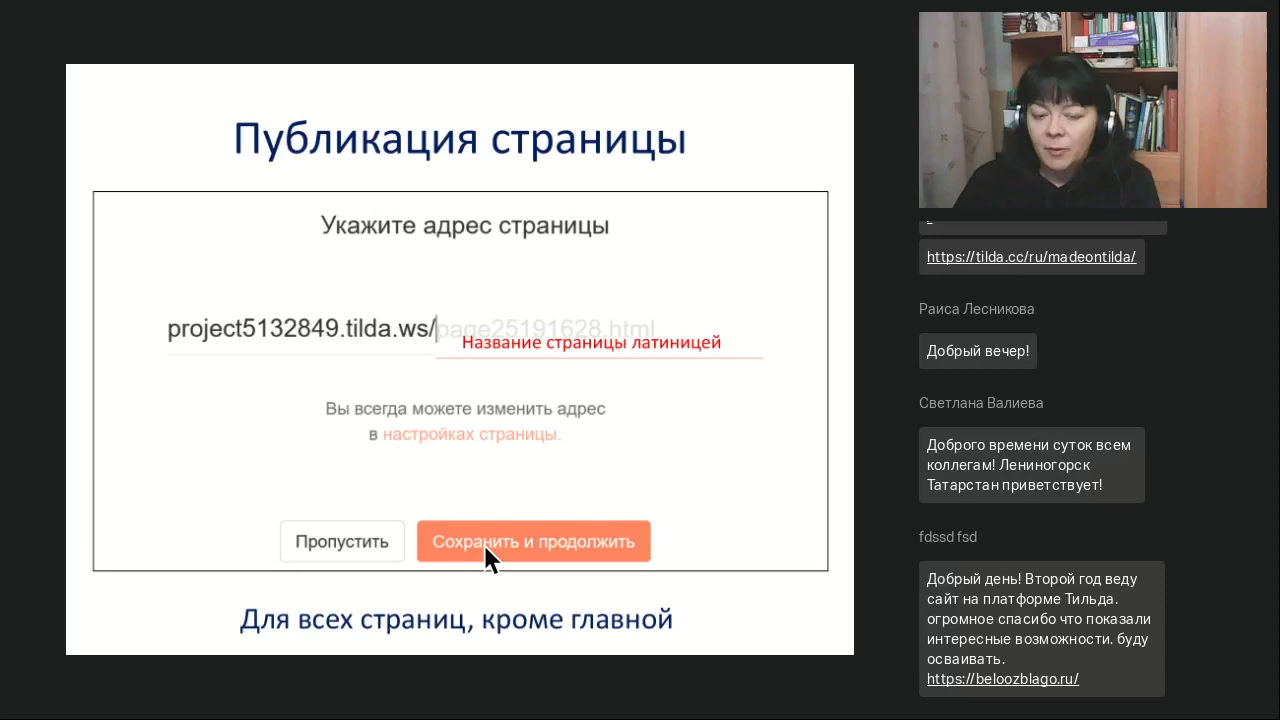 Публикация страницы
Укажите адрес страницы
project5132849.tilda.ws/page25191628.html
Название страницы латиницей
Вы всегда можете изменить адрес
в настройках страницы.
Пропустить
Сохранить и продолжить
Для всех страниц, кроме главной
https://tilda.cc/ru/madeontilda/
Раиса Лесникова
Добрый вечер!
Светлана Валиева
Доброго времени суток всем
коллегам! Лениногорск
Татарстан приветствует!
fdssd fsd
Добрый день! Второй год веду
сайт на платформе Тильда.
огромное спасибо что показали
интересные возможности. буду
осваивать.
https://beloozblago.ru/